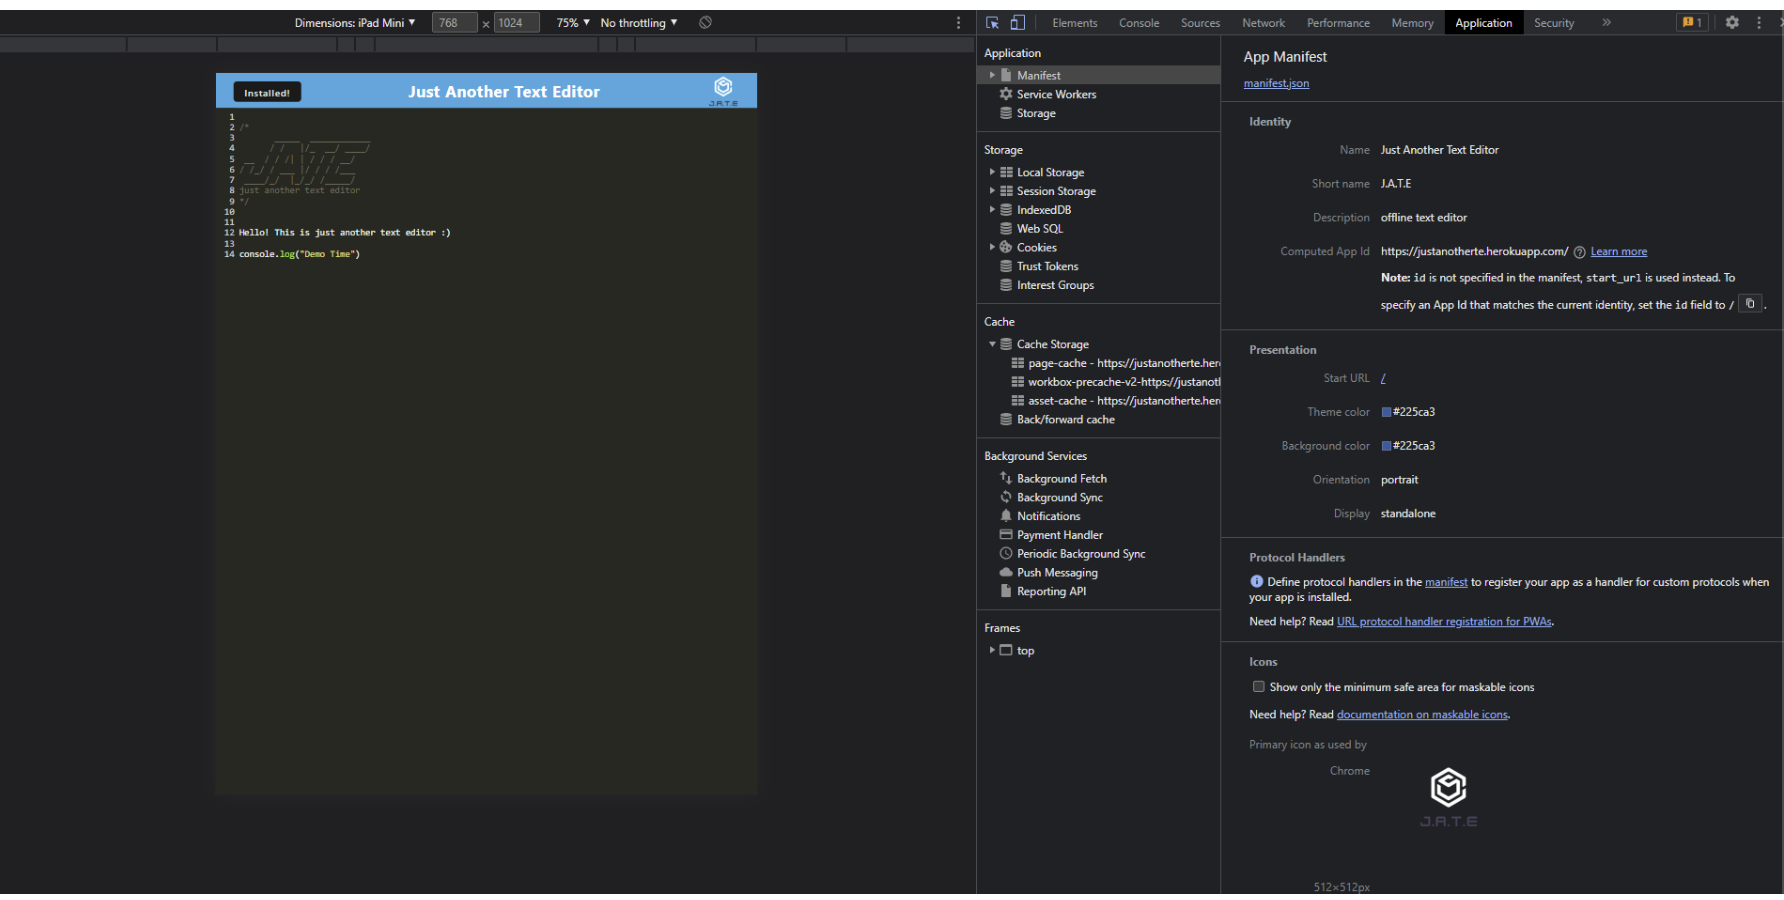 Dimensions: iPad Mini ▼ 768 × 1024 75% ▼ No throttling ▼
Elements Console Sources Network Performance Memory Application Security » 1
Installed! Just Another Text Editor
J.A.T.E
1
2 /*
3
4
5
6
7
8 just another text editor
9 */
10
11
12 Hello! This is just another text editor :)
13
14 console.log("Demo Time")
Application
Manifest
Service Workers
Storage
Storage
Local Storage
Session Storage
IndexedDB
Web SQL
Cookies
Trust Tokens
Interest Groups
Cache
Cache Storage
page-cache - https://justanotherte.her
workbox-precache-v2-https://justanotl
asset-cache - https://justanotherte.her
Back/forward cache
Background Services
Background Fetch
Background Sync
Notifications
Payment Handler
Periodic Background Sync
Push Messaging
Reporting API
Frames
top
App Manifest
manifest.json
Identity
Name Just Another Text Editor
Short name J.A.T.E
Description offline text editor
Computed App Id https://justanotherte.herokuapp.com/ Learn more
Note: id is not specified in the manifest, start_url is used instead. To
specify an App Id that matches the current identity, set the id field to / .
Presentation
Start URL /
Theme color #225ca3
Background color #225ca3
Orientation portrait
Display standalone
Protocol Handlers
Define protocol handlers in the manifest to register your app as a handler for custom protocols when
your app is installed.
Need help? Read URL protocol handler registration for PWAs.
Icons
Show only the minimum safe area for maskable icons
Need help? Read documentation on maskable icons.
Primary icon as used by
Chrome
J.A.T.E
512×512px